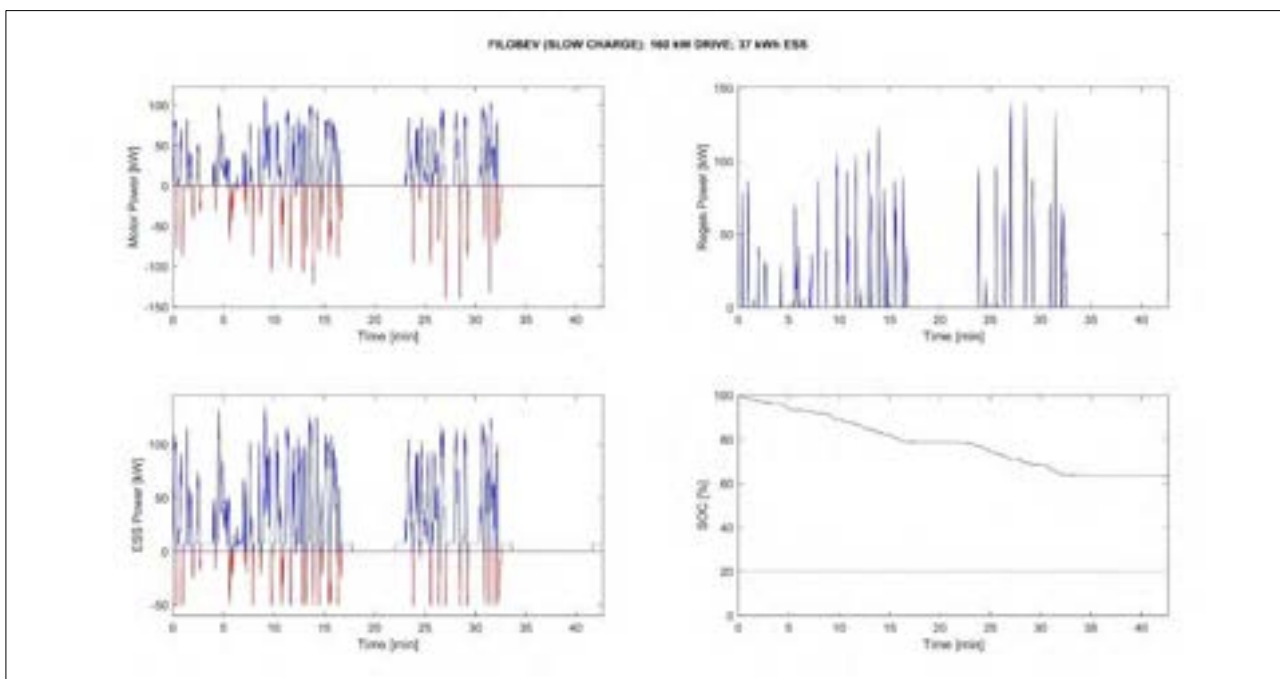 FILOBEV (SLOW CHARGE): 160 kW DRIVE; 37 kWh ESS
100
50
0
-50
-100
-150
Motor Power [kW]
0 5 10 15 20 25 30 35 40
Time [min]
150
100
50
0
Regen Power [kW]
0 5 10 15 20 25 30 35 40
Time [min]
100
50
0
-50
ESS Power [kW]
0 5 10 15 20 25 30 35 40
Time [min]
100
80
60
40
20
0
SOC [%]
0 5 10 15 20 25 30 35 40
Time [min]